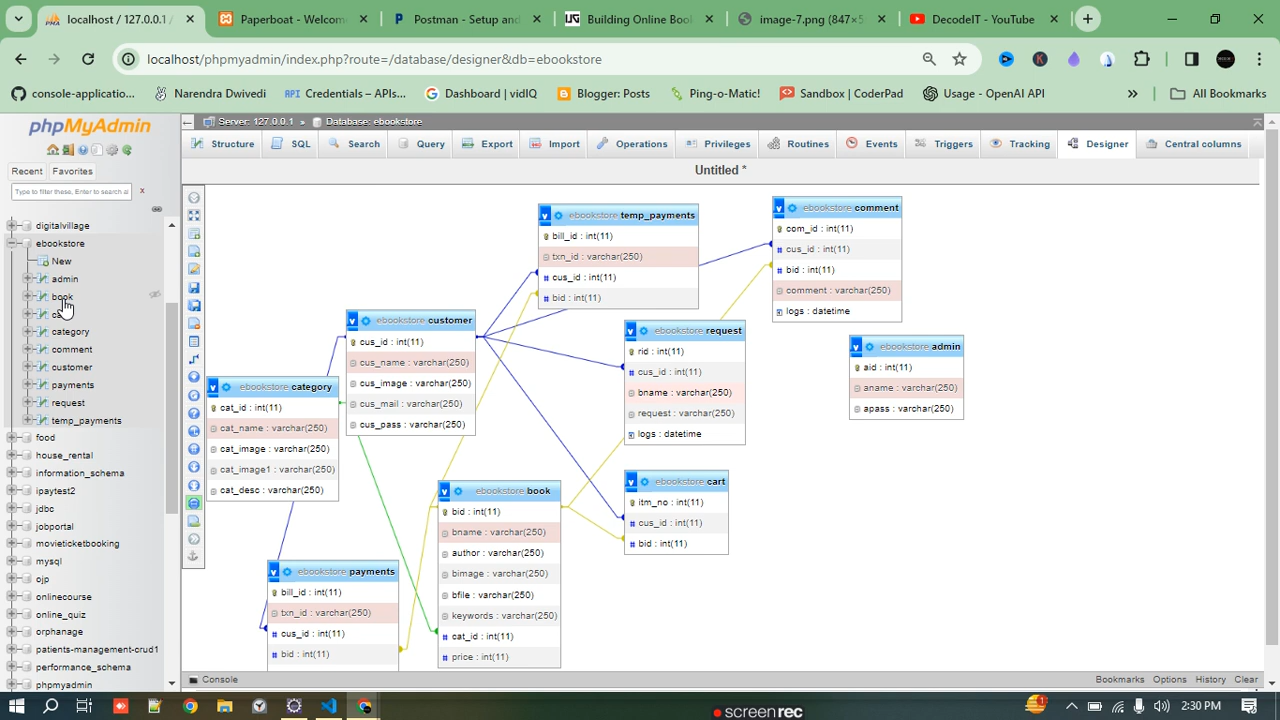 localhost / 127.0.0.1 /
Paperboat - Welcom
Postman - Setup and
Building Online Boo
image-7.png (847×5
DecodeIT - YouTube
localhost/phpmyadmin/index.php?route=/database/designer&db=ebookstore
console-applicatio...
Narendra Dwivedi
RPI Credentials – APIs...
Dashboard | vidIQ
Blogger: Posts
Ping-o-Matic!
Sandbox | CoderPad
Usage - OpenAI API
All Bookmarks
phpMyAdmin
Recent
Favorites
Type to filter these, Enter to search al
X
digitalvillage
ebookstore
New
admin
book
category
comment
customer
payments
request
temp_payments
food
house_rental
information_schema
ipaytest2
jdbc
jobportal
movieticketbooking
mysql
ojp
onlinecourse
online_quiz
orphanage
patients-management-crud1
performance_schema
phpmyadmin
Server: 127.0.0.1 » Database: ebookstore
Structure
SQL
Search
Query
Export
Import
Operations
Privileges
Routines
Events
Triggers
Tracking
Designer
Central columns
Untitled *
ebookstore temp_payments
bill_id : int(11)
txn_id : varchar(250)
cus_id : int(11)
bid : int(11)
ebookstore comment
com_id : int(11)
cus_id : int(11)
bid : int(11)
comment : varchar(250)
logs : datetime
ebookstore customer
cus_id : int(11)
cus_name : varchar(250)
cus_image : varchar(250)
cus_mail : varchar(250)
cus_pass : varchar(250)
ebookstore request
rid : int(11)
cus_id : int(11)
bname : varchar(250)
request : varchar(250)
logs : datetime
ebookstore admin
aid : int(11)
aname : varchar(250)
apass : varchar(250)
ebookstore category
cat_id : int(11)
cat_name : varchar(250)
cat_image : varchar(250)
cat_image1 : varchar(250)
cat_desc : varchar(250)
ebookstore cart
itm_no : int(11)
cus_id : int(11)
bid : int(11)
ebookstore book
bid : int(11)
bname : varchar(250)
author : varchar(250)
bimage : varchar(250)
bfile : varchar(250)
keywords : varchar(250)
cat_id : int(11)
price : int(11)
ebookstore payments
bill_id : int(11)
txn_id : varchar(250)
cus_id : int(11)
bid : int(11)
Console
Bookmarks
Options
History
Clear
2:30 PM
screenrec